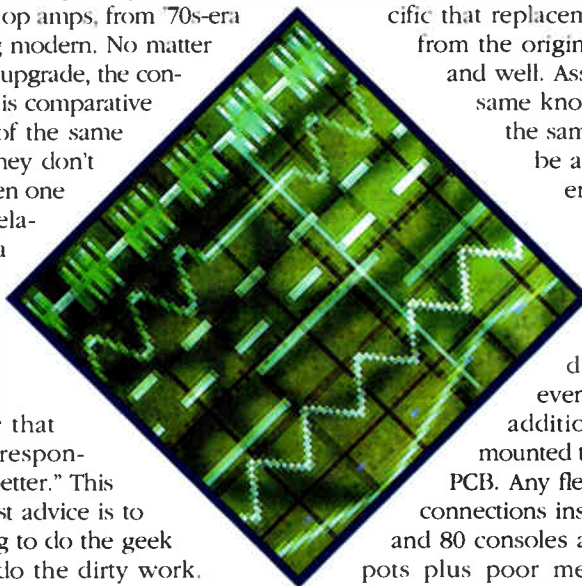 op amps, from '70s-era
g modern. No matter
upgrade, the con-
is comparative
of the same
hey don't
en one
ela-
a
r that
respon-
etter.” This
st advice is to
g to do the geek
do the dirty work.
cific that replacen
from the origin
and well. Ass
same kno
the sam
be a
er
d
ever
additio
mounted t
PCB. Any fle
connections ins
and 80 consoles a
pots plus poor me